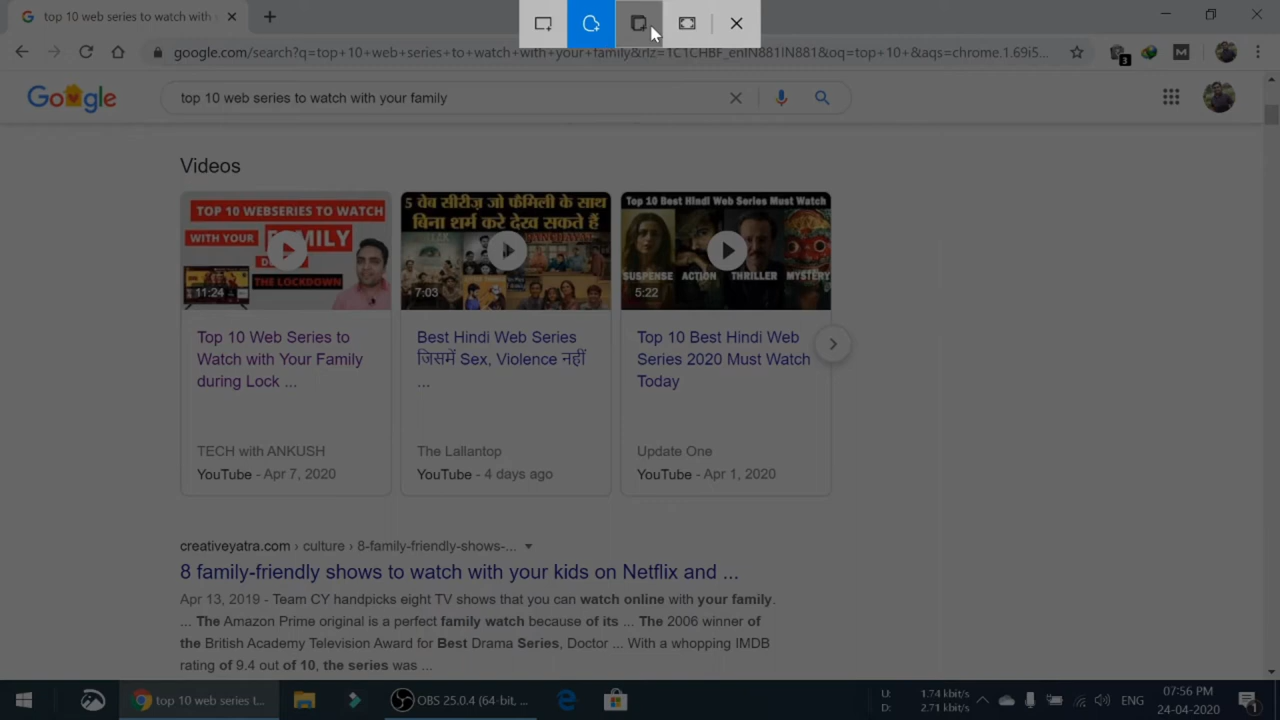 top 10 web series to watch with
google.com/search?q=top+10+web+series+to+watch+with+your+family&rlz=1C1CHBF_enIN881IN881&oq=top+10+&aqs=chrome.1.69i5...
3
Google
top 10 web series to watch with your family
Videos
TOP 10 WEBSERIES TO WATCH
WITH YOUR FAMILY
THE LOCKDOWN
11:24
5 वेब सीरीज़ जो फैमिली के साथ
बिना शर्म करे देख सकते हैं
7:03
Top 10 Best Hindi Web Series Must Watch
SUSPENSE ACTION THRILLER MYSTERY
5:22
Top 10 Web Series to
Watch with Your Family
during Lock ...
TECH with ANKUSH
YouTube - Apr 7, 2020
Best Hindi Web Series
जिसमें Sex, Violence नहीं
...
The Lallantop
YouTube - 4 days ago
Top 10 Best Hindi Web
Series 2020 Must Watch
Today
Update One
YouTube - Apr 1, 2020
creativeyatra.com › culture › 8-family-friendly-shows-...
8 family-friendly shows to watch with your kids on Netflix and ...
Apr 13, 2019 - Team CY handpicks eight TV shows that you can watch online with your family.
... The Amazon Prime original is a perfect family watch because of its ... The 2006 winner of
the British Academy Television Award for Best Drama Series, Doctor ... With a whopping IMDB
rating of 9.4 out of 10, the series was ...
top 10 web series t...
OBS 25.0.4 (64-bit, ...
U: 1.74 kbit/s
D: 2.71 kbit/s
ENG
07:56 PM
24-04-2020
1